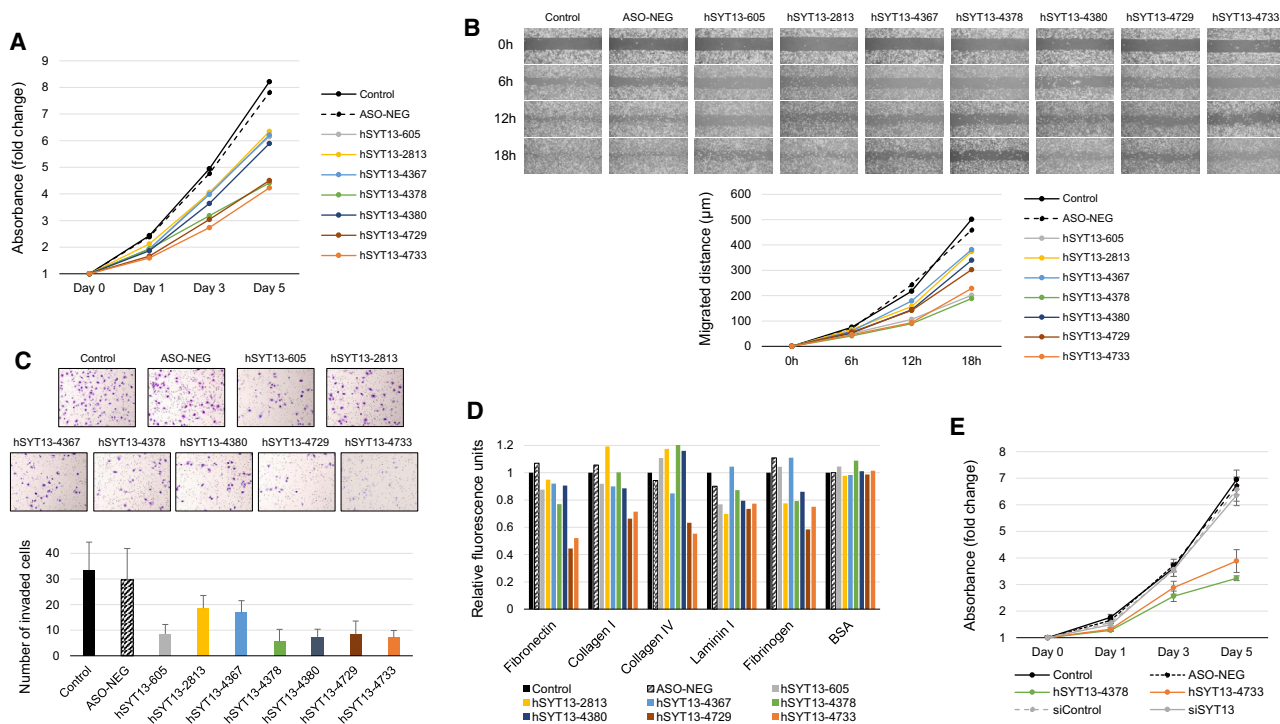 A
Absorbance (fold change)
9
8
7
6
5
4
3
2
1
Day 0 Day 1 Day 3 Day 5
Control
ASO-NEG
hSYT13-605
hSYT13-2813
hSYT13-4367
hSYT13-4378
hSYT13-4380
hSYT13-4729
hSYT13-4733
B
Control ASO-NEG hSYT13-605 hSYT13-2813 hSYT13-4367 hSYT13-4378 hSYT13-4380 hSYT13-4729 hSYT13-4733
0h
6h
12h
18h
Migrated distance (μm)
600
500
400
300
200
100
0
0h 6h 12h 18h
Control
ASO-NEG
hSYT13-605
hSYT13-2813
hSYT13-4367
hSYT13-4378
hSYT13-4380
hSYT13-4729
hSYT13-4733
C
Control ASO-NEG hSYT13-605 hSYT13-2813
hSYT13-4367 hSYT13-4378 hSYT13-4380 hSYT13-4729 hSYT13-4733
Number of invaded cells
40
30
20
10
0
Control
ASO-NEG
hSYT13-605
hSYT13-2813
hSYT13-4367
hSYT13-4378
hSYT13-4380
hSYT13-4729
hSYT13-4733
D
Relative fluorescence units
1.2
1
0.8
0.6
0.4
0.2
0
Fibronectin
Collagen I
Collagen IV
Laminin I
Fibrinogen
BSA
Control ASO-NEG hSYT13-605
hSYT13-2813 hSYT13-4367 hSYT13-4378
hSYT13-4380 hSYT13-4729 hSYT13-4733
E
Absorbance (fold change)
8
7
6
5
4
3
2
1
Day 0 Day 1 Day 3 Day 5
Control ASO-NEG
hSYT13-4378 hSYT13-4733
siControl siSYT13